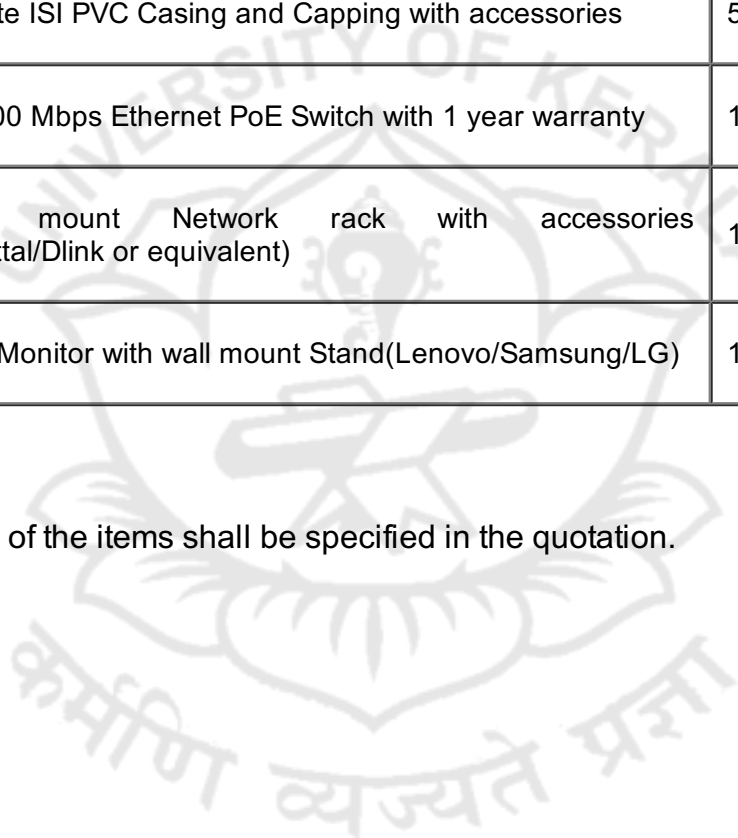 te ISI PVC Casing and Capping with accessories 5
00 Mbps Ethernet PoE Switch with 1 year warranty 1
mount Network rack with accessories
ttal/Dlink or equivalent) 1
Monitor with wall mount Stand(Lenovo/Samsung/LG) 1
of the items shall be specified in the quotation.
UNIVERSITY OF KERALA
कर्मणि व्यज्यते प्रज्ञा